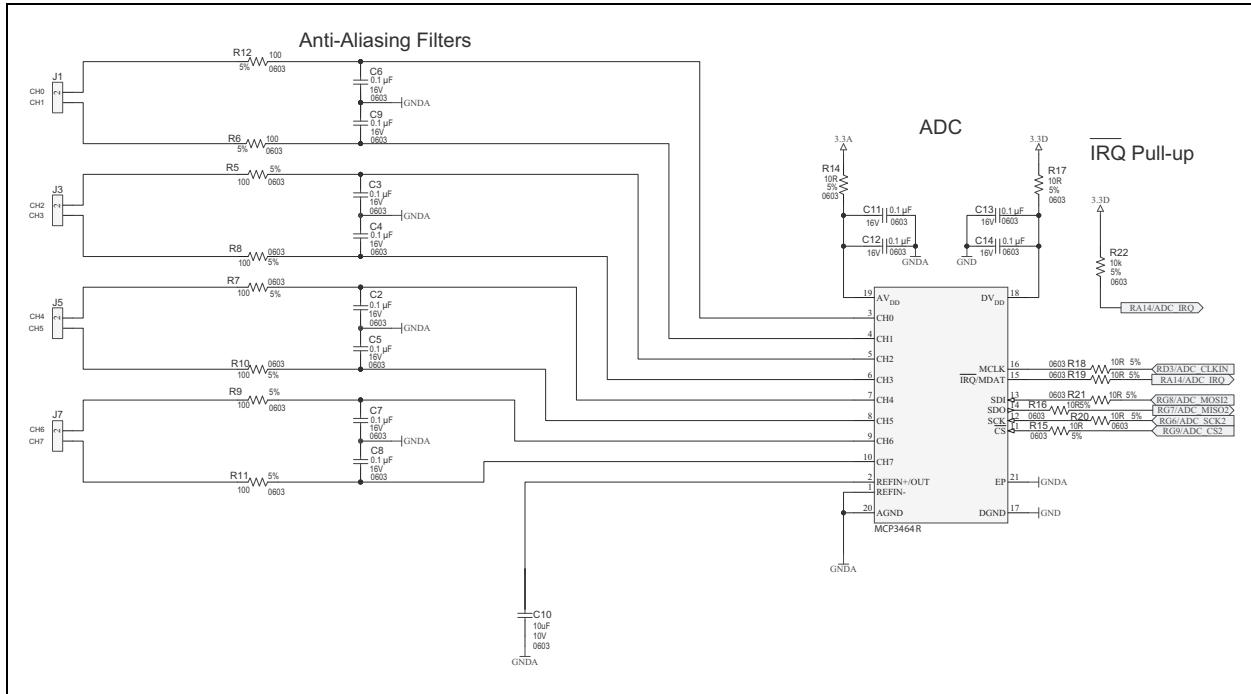 Anti-Aliasing Filters
ADC
IRQ Pull-up
J1
CH0
CH1
2
R12
100
5%
0603
C6
0.1 µF
16V
0603
GNDA
C9
0.1 µF
16V
0603
R6
100
5%
0603
J3
CH2
CH3
2
R5
5%
100
0603
C3
0.1 µF
16V
0603
GNDA
C4
0.1 µF
16V
0603
R8
0603
100
5%
J5
CH4
CH5
2
R7
0603
100
5%
C2
0.1 µF
16V
0603
GNDA
C5
0.1 µF
16V
0603
R10
0603
100
5%
J7
CH6
CH7
2
R9
5%
100
0603
C7
0.1 µF
16V
0603
GNDA
C8
0.1 µF
16V
0603
R11
5%
100
0603
3.3A
R14
10R
5%
0603
C11
0.1 µF
16V
0603
C12
0.1 µF
16V
0603
GNDA
3.3D
R17
10R
5%
0603
C13
0.1 µF
16V
0603
C14
0.1 µF
16V
0603
GND
3.3D
R22
10k
5%
0603
RA14/ADC_IRQ
19 AVDD
3 CH0
4 CH1
5 CH2
6 CH3
7 CH4
8 CH5
9 CH6
10 CH7
2 REFIN+/OUT
1 REFIN-
20 AGND
DVDD 18
MCLK 16
IRQ/MDAT 15
SDI 13
SDO 14
SCK 12
CS 11
EP 21
DGND 17
MCP3464R
0603 R18 10R 5% RD3/ADC_CLKIN
0603 R19 10R 5% RA14/ADC_IRQ
0603 R21 10R 5% RG8/ADC_MOSI2
R16 10R5% RG7/ADC_MISO2
0603 R20 10R 5% RG6/ADC_SCK2
0603
R15 10R RG9/ADC_CS2
0603 5%
GNDA
GND
GNDA
C10
10uF
10V
0603
GNDA